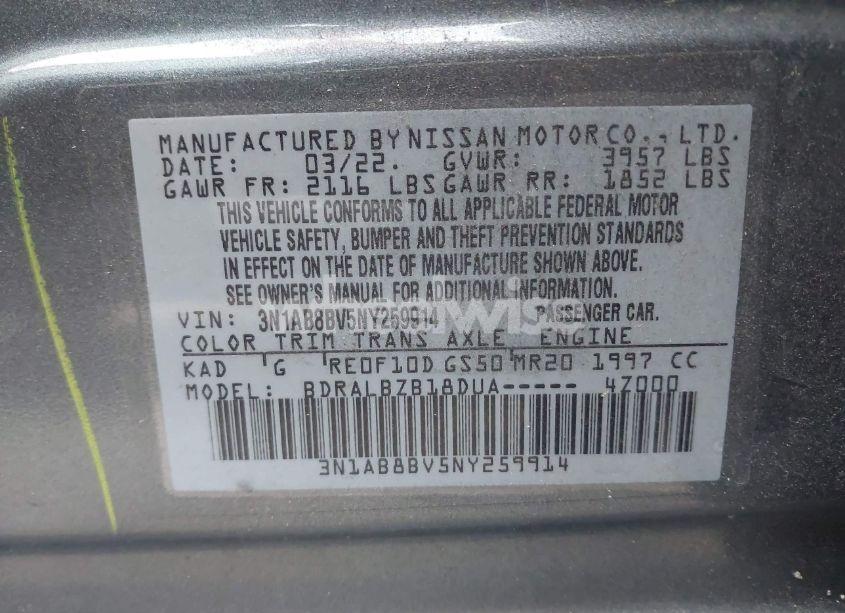 MANUFACTURED BY NISSAN MOTOR CO., LTD.
DATE: 03/22. GVWR: 3957 LBS
GAWR FR: 2116 LBS GAWR RR: 1852 LBS
THIS VEHICLE CONFORMS TO ALL APPLICABLE FEDERAL MOTOR
VEHICLE SAFETY, BUMPER AND THEFT PREVENTION STANDARDS
IN EFFECT ON THE DATE OF MANUFACTURE SHOWN ABOVE.
SEE OWNER'S MANUAL FOR ADDITIONAL INFORMATION.
VIN: 3N1AB8BV5NY259914 PASSENGER CAR.
COLOR TRIM TRANS AXLE ENGINE
KAD G RE0F10D GS50 MR20 1997 CC
MODEL: BDRALBZB18DUA----- 4Z000
3N1AB8BV5NY259914